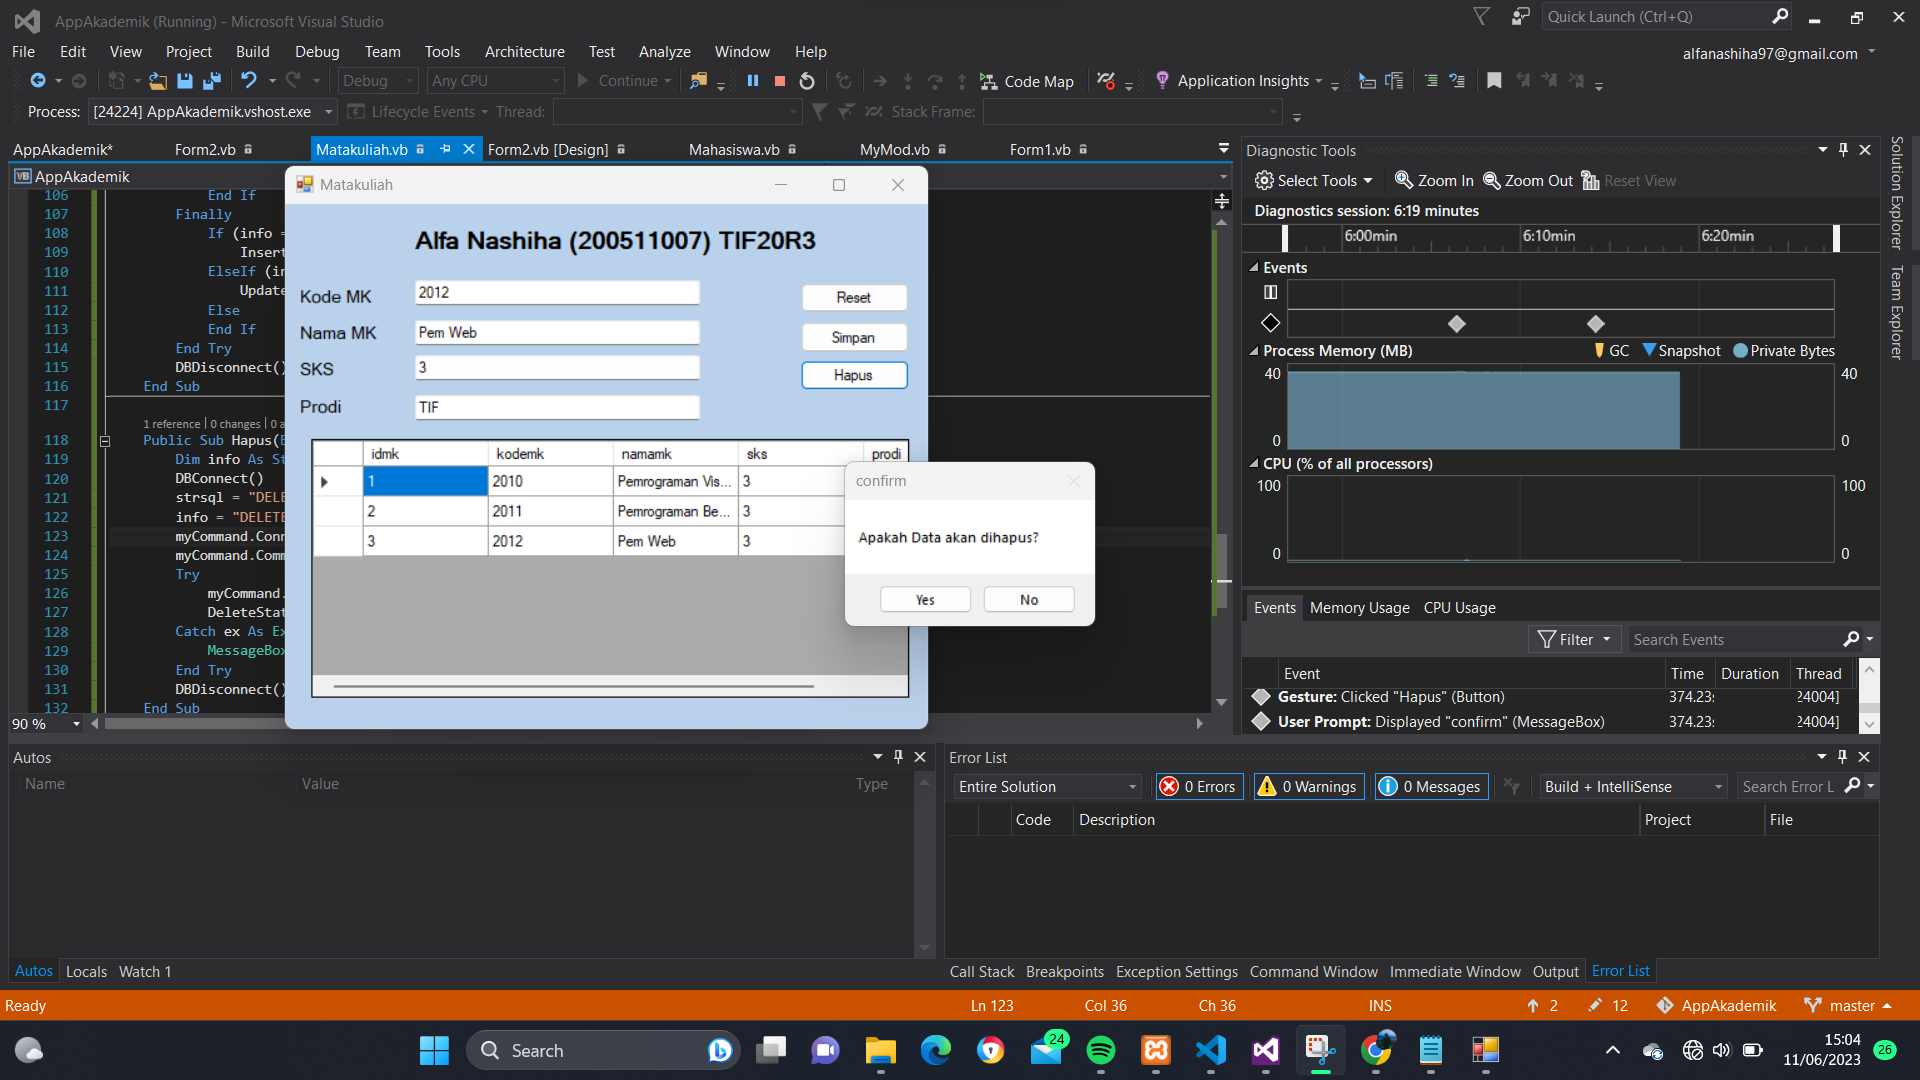 AppAkademik (Running) - Microsoft Visual Studio
Quick Launch (Ctrl+Q)
File Edit View Project Build Debug Team Tools Architecture Test Analyze Window Help
alfanashiha97@gmail.com
Debug Any CPU Continue Code Map Application Insights
Process: [24224] AppAkademik.vshost.exe Lifecycle Events Thread: Stack Frame:
AppAkademik* Form2.vb Matakuliah.vb Form2.vb [Design] Mahasiswa.vb MyMod.vb Form1.vb
VB AppAkademik
106 End If
107 Finally
108 If (info =
109 Insert
110 ElseIf (in
111 Update
112 Else
113 End If
114 End Try
115 DBDisconnect()
116 End Sub
117
1 reference | 0 changes | 0 a
118 Public Sub Hapus(
119 Dim info As St
120 DBConnect()
121 strsql = "DELE
122 info = "DELETE
123 myCommand.Conn
124 myCommand.Comm
125 Try
126 myCommand.
127 DeleteStat
128 Catch ex As Ex
129 MessageBox
130 End Try
131 DBDisconnect()
132 End Sub
90 %
Matakuliah
Alfa Nashiha (200511007) TIF20R3
Kode MK 2012 Reset
Nama MK Pem Web Simpan
SKS 3 Hapus
Prodi TIF
idmk kodemk namamk sks prodi
1 2010 Pemrograman Vis... 3
2 2011 Pemrograman Be... 3
3 2012 Pem Web 3
confirm
Apakah Data akan dihapus?
Yes No
Diagnostic Tools
Select Tools Zoom In Zoom Out Reset View
Diagnostics session: 6:19 minutes
6:00min 6:10min 6:20min
Events
Process Memory (MB) GC Snapshot Private Bytes
40 40
0 0
CPU (% of all processors)
100 100
0 0
Events Memory Usage CPU Usage
Filter Search Events
Event Time Duration Thread
Gesture: Clicked "Hapus" (Button) 374.23s 24004]
User Prompt: Displayed "confirm" (MessageBox) 374.23s 24004]
Solution Explorer
Team Explorer
Autos
Name Value Type
Autos Locals Watch 1
Error List
Entire Solution 0 Errors 0 Warnings 0 Messages Build + IntelliSense Search Error L
Code Description Project File
Call Stack Breakpoints Exception Settings Command Window Immediate Window Output Error List
Ready Ln 123 Col 36 Ch 36 INS 2 12 AppAkademik master
Search
24
15:04
11/06/2023
26